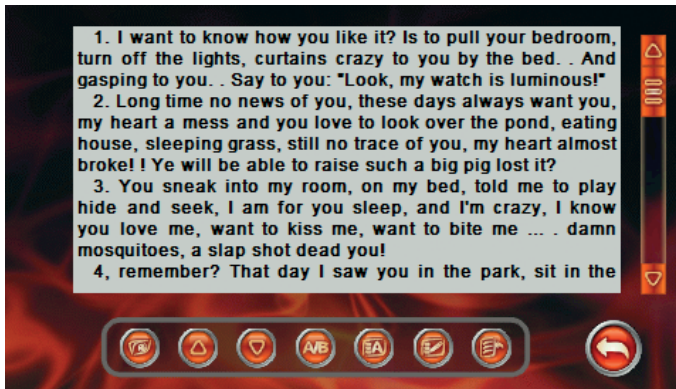 1. I want to know how you like it? Is to pull your bedroom,
turn off the lights, curtains crazy to you by the bed. . And
gasping to you. . Say to you: "Look, my watch is luminous!"
2. Long time no news of you, these days always want you,
my heart a mess and you love to look over the pond, eating
house, sleeping grass, still no trace of you, my heart almost
broke! ! Ye will be able to raise such a big pig lost it?
3. You sneak into my room, on my bed, told me to play
hide and seek, I am for you sleep, and I'm crazy, I know
you love me, want to kiss me, want to bite me ... . damn
mosquitoes, a slap shot dead you!
4, remember? That day I saw you in the park, sit in the
A/B A